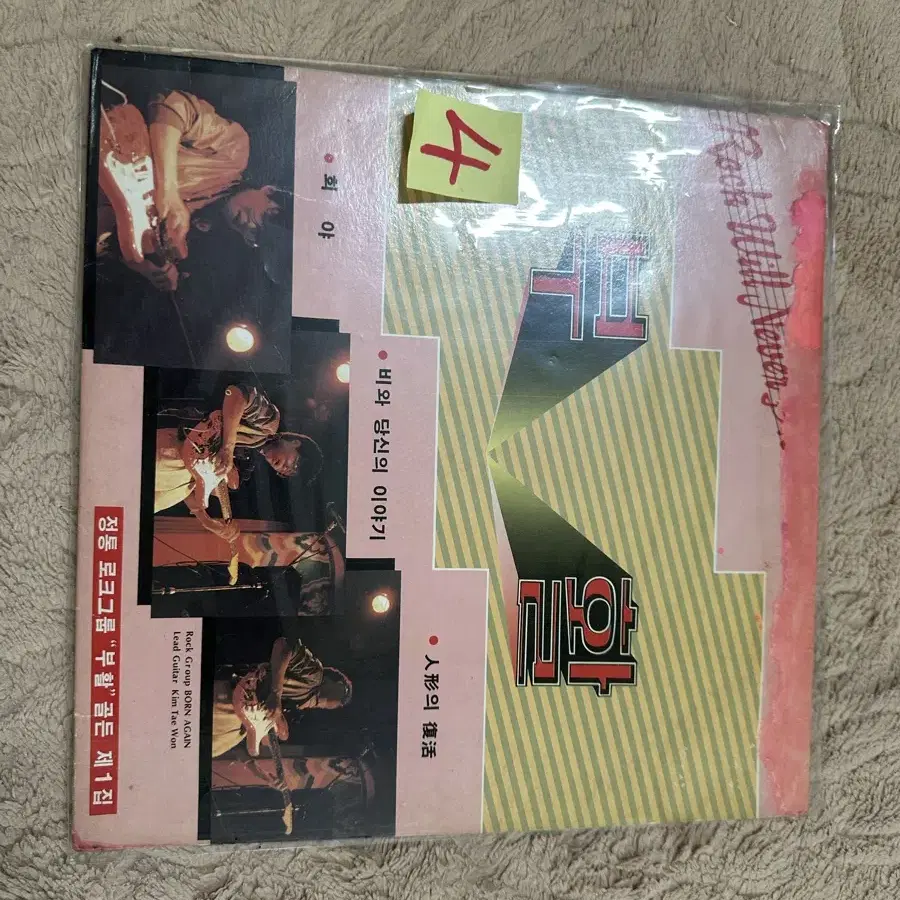 4
Rock Will Never...
부활
● 희 야
● 비와 당신의 이야기
● 人形의 復活
Rock Group BORN AGAIN
Lead Guitar Kim Tae Won
정통 로크그룹 “부활” 골든 제1집